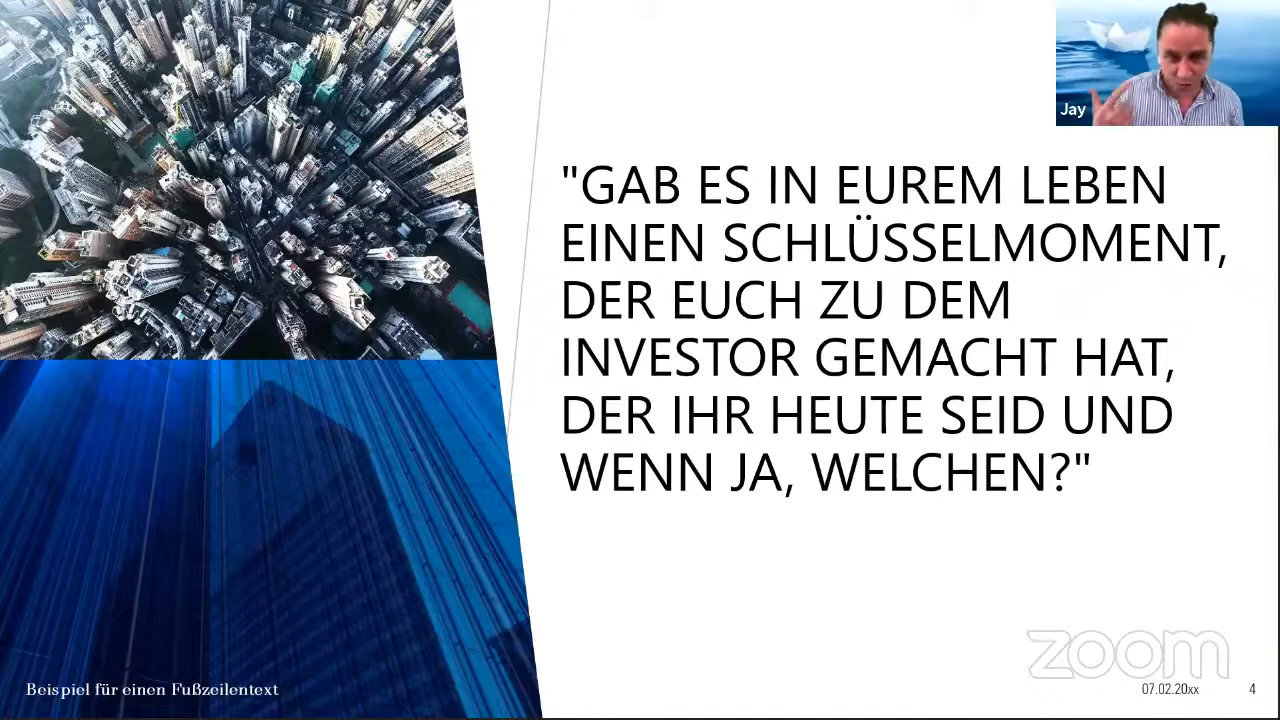 Jay
"GAB ES IN EUREM LEBEN
EINEN SCHLÜSSELMOMENT,
DER EUCH ZU DEM
INVESTOR GEMACHT HAT,
DER IHR HEUTE SEID UND
WENN JA, WELCHEN?"
zoom
Beispiel für einen Fußzeilentext
07.02.20xx
4